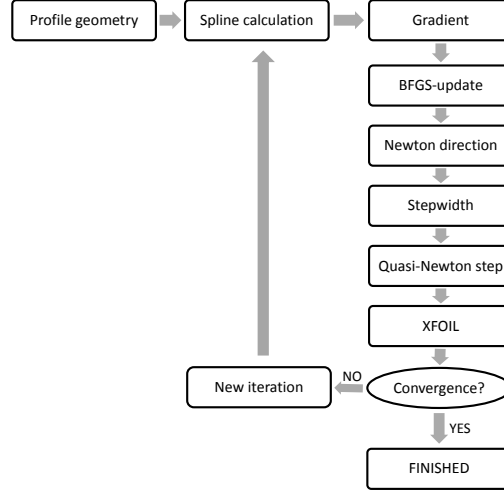 Profile geometry
Spline calculation
Gradient
BFGS-update
Newton direction
Stepwidth
Quasi-Newton step
XFOIL
Convergence?
NO
New iteration
YES
FINISHED